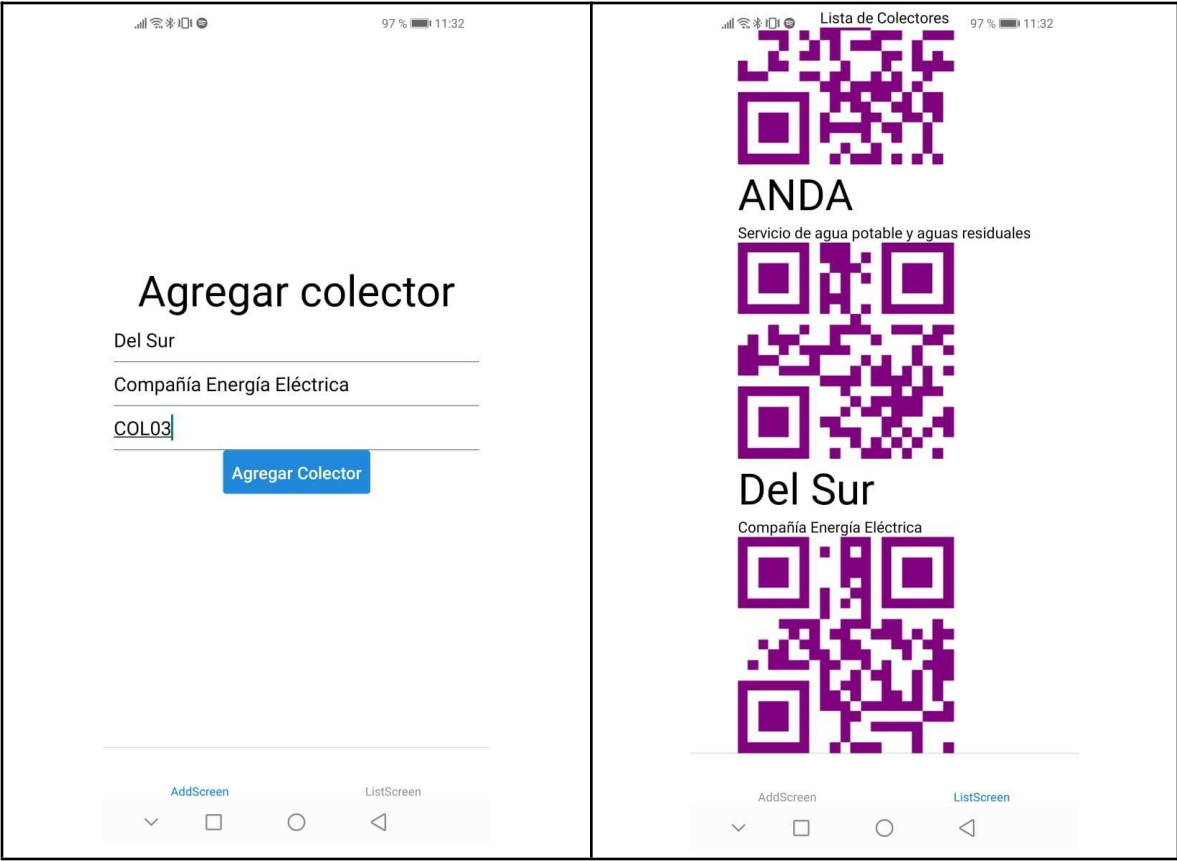 97 % 11:32
Agregar colector
Del Sur
Compañía Energía Eléctrica
COL03
Agregar Colector
AddScreen ListScreen
Lista de Colectores
97 % 11:32
ANDA
Servicio de agua potable y aguas residuales
Del Sur
Compañía Energía Eléctrica
AddScreen ListScreen